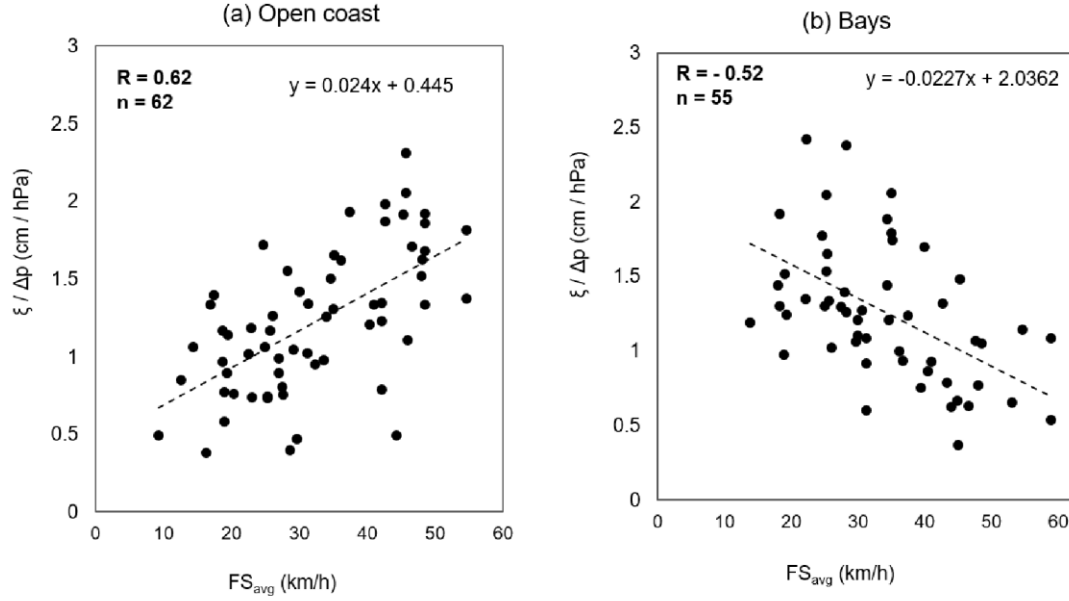 (a) Open coast
R = 0.62
n = 62
y = 0.024x + 0.445
ξ / Δp (cm / hPa)
3
2.5
2
1.5
1
0.5
0
0 10 20 30 40 50 60
FSavg (km/h)
(b) Bays
R = - 0.52
n = 55
y = -0.0227x + 2.0362
ξ / Δp (cm / hPa)
3
2.5
2
1.5
1
0.5
0
0 10 20 30 40 50 60
FSavg (km/h)